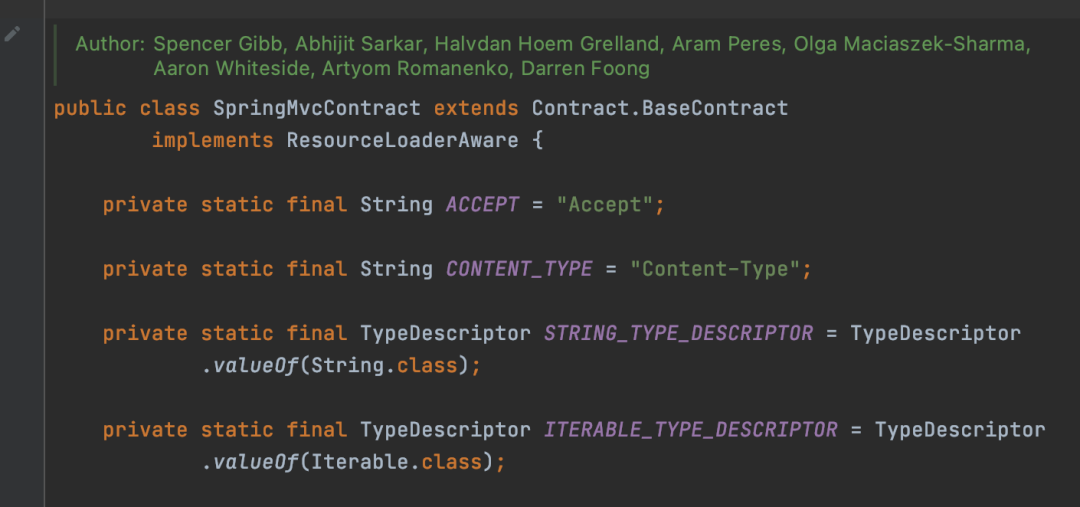 Author: Spencer Gibb, Abhijit Sarkar, Halvdan Hoem Grelland, Aram Peres, Olga Maciaszek-Sharma,
Aaron Whiteside, Artyom Romanenko, Darren Foong
public class SpringMvcContract extends Contract.BaseContract
implements ResourceLoaderAware {
private static final String ACCEPT = "Accept";
private static final String CONTENT_TYPE = "Content-Type";
private static final TypeDescriptor STRING_TYPE_DESCRIPTOR = TypeDescriptor
.valueOf(String.class);
private static final TypeDescriptor ITERABLE_TYPE_DESCRIPTOR = TypeDescriptor
.valueOf(Iterable.class);